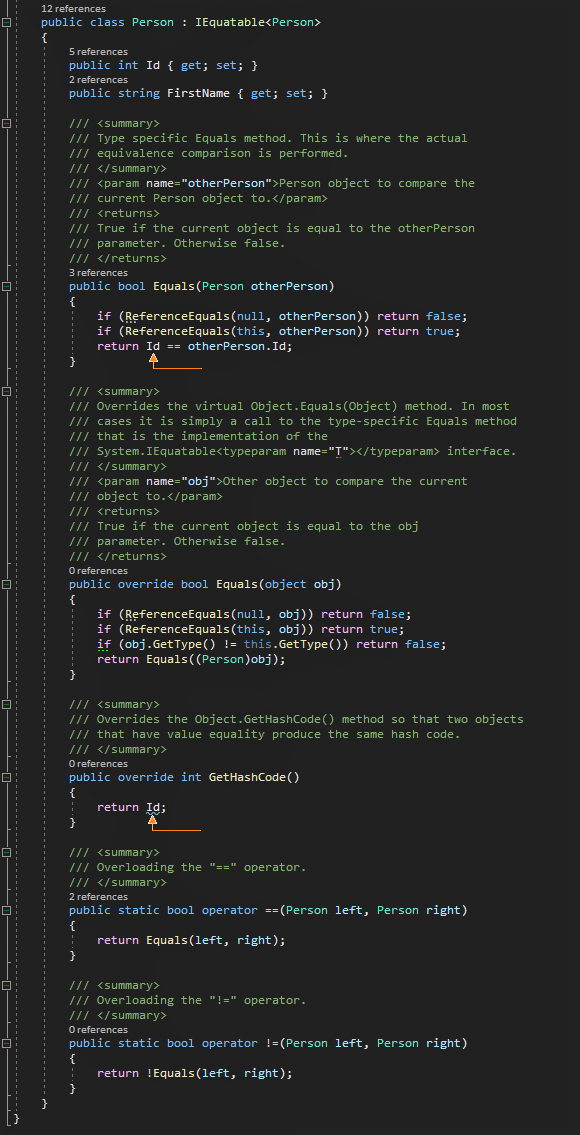 12 references
public class Person : IEquatable<Person>
{
5 references
public int Id { get; set; }
2 references
public string FirstName { get; set; }
/// <summary>
/// Type specific Equals method. This is where the actual
/// equivalence comparison is performed.
/// </summary>
/// <param name="otherPerson">Person object to compare the
/// current Person object to.</param>
/// <returns>
/// True if the current object is equal to the otherPerson
/// parameter. Otherwise false.
/// </returns>
3 references
public bool Equals(Person otherPerson)
{
if (ReferenceEquals(null, otherPerson)) return false;
if (ReferenceEquals(this, otherPerson)) return true;
return Id == otherPerson.Id;
}
/// <summary>
/// Overrides the virtual Object.Equals(Object) method. In most
/// cases it is simply a call to the type-specific Equals method
/// that is the implementation of the
/// System.IEquatable<typeparam name="T"></typeparam> interface.
/// </summary>
/// <param name="obj">Other object to compare the current
/// object to.</param>
/// <returns>
/// True if the current object is equal to the obj
/// parameter. Otherwise false.
/// </returns>
0 references
public override bool Equals(object obj)
{
if (ReferenceEquals(null, obj)) return false;
if (ReferenceEquals(this, obj)) return true;
if (obj.GetType() != this.GetType()) return false;
return Equals((Person)obj);
}
/// <summary>
/// Overrides the Object.GetHashCode() method so that two objects
/// that have value equality produce the same hash code.
/// </summary>
0 references
public override int GetHashCode()
{
return Id;
}
/// <summary>
/// Overloading the "==" operator.
/// </summary>
2 references
public static bool operator ==(Person left, Person right)
{
return Equals(left, right);
}
/// <summary>
/// Overloading the "!=" operator.
/// </summary>
0 references
public static bool operator !=(Person left, Person right)
{
return !Equals(left, right);
}
}
}